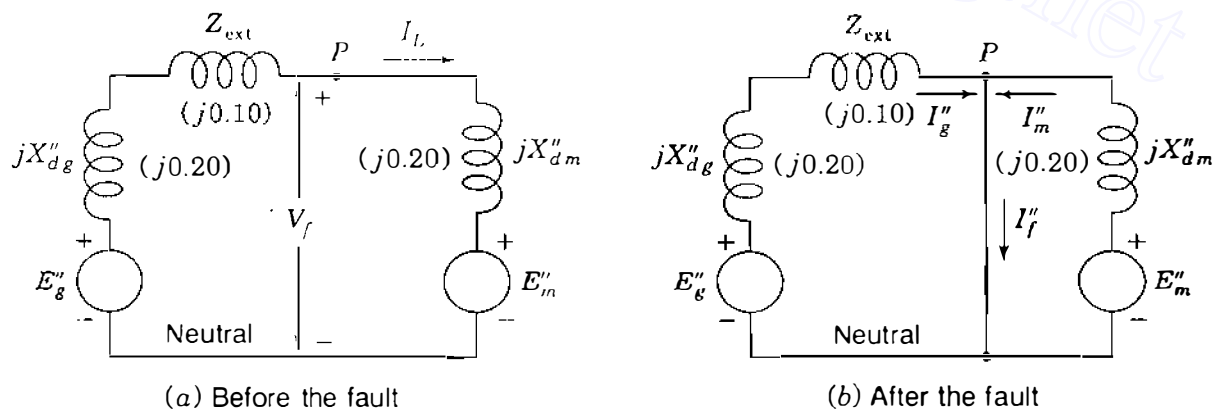 Z_ext
P
I_L
+
(j0.10)
jX''_dg
(j0.20)
(j0.20)
jX''_dm
V_f
+
+
E''_g
E''_m
-
-
Neutral
-
(a) Before the fault
Z_ext
P
(j0.10)
I''_g
I''_m
jX''_dg
(j0.20)
(j0.20)
jX''_dm
I''_f
+
+
E''_g
E''_m
-
-
Neutral
(b) After the fault